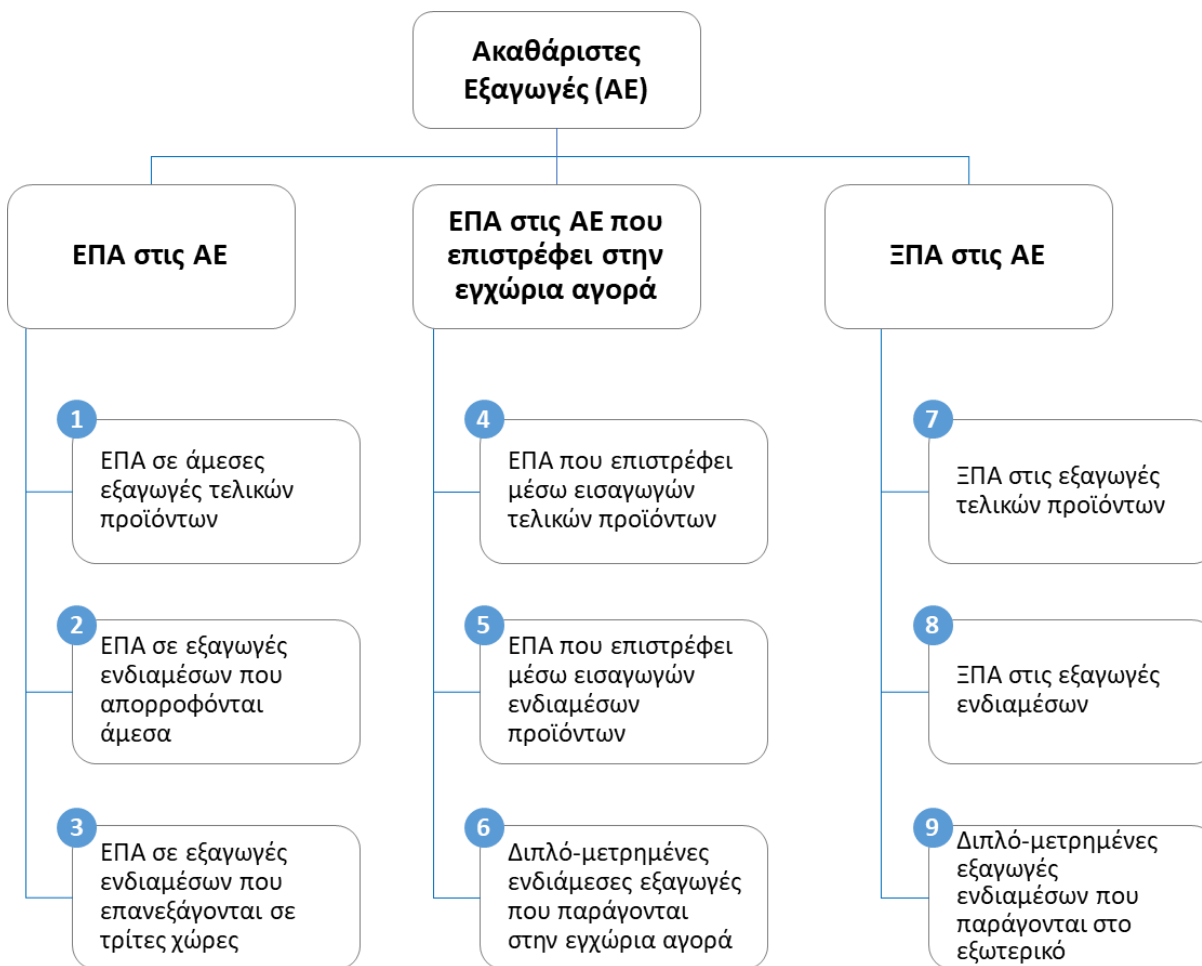 Ακαθάριστες
Εξαγωγές (ΑΕ)
ΕΠΑ στις ΑΕ
ΕΠΑ στις ΑΕ που
επιστρέφει στην
εγχώρια αγορά
ΞΠΑ στις ΑΕ
1
ΕΠΑ σε άμεσες
εξαγωγές τελικών
προϊόντων
2
ΕΠΑ σε εξαγωγές
ενδιαμέσων που
απορροφόνται
άμεσα
3
ΕΠΑ σε εξαγωγές
ενδιαμέσων που
επανεξάγονται σε
τρίτες χώρες
4
ΕΠΑ που επιστρέφει
μέσω εισαγωγών
τελικών προϊόντων
5
ΕΠΑ που επιστρέφει
μέσω εισαγωγών
ενδιαμέσων
προϊόντων
6
Διπλό-μετρημένες
ενδιάμεσες εξαγωγές
που παράγονται
στην εγχώρια αγορά
7
ΞΠΑ στις εξαγωγές
τελικών προϊόντων
8
ΞΠΑ στις εξαγωγές
ενδιαμέσων
9
Διπλό-μετρημένες
εξαγωγές
ενδιαμέσων που
παράγονται στο
εξωτερικό